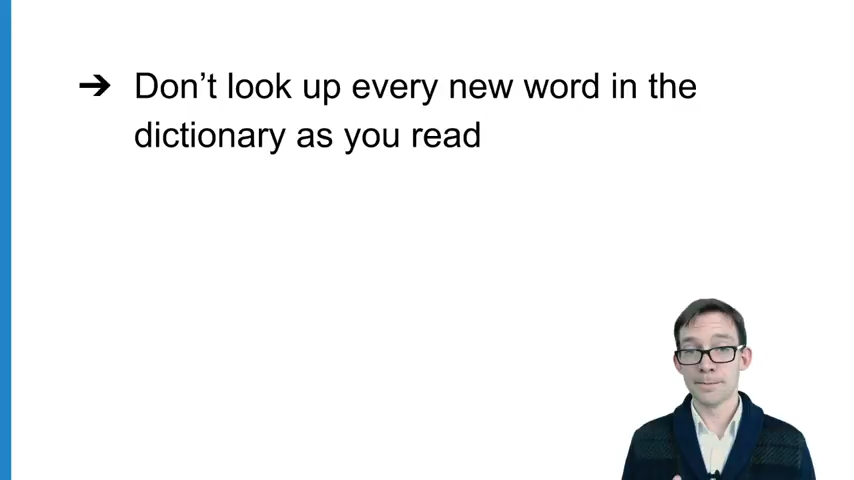 ➔ Don’t look up every new word in the
dictionary as you read